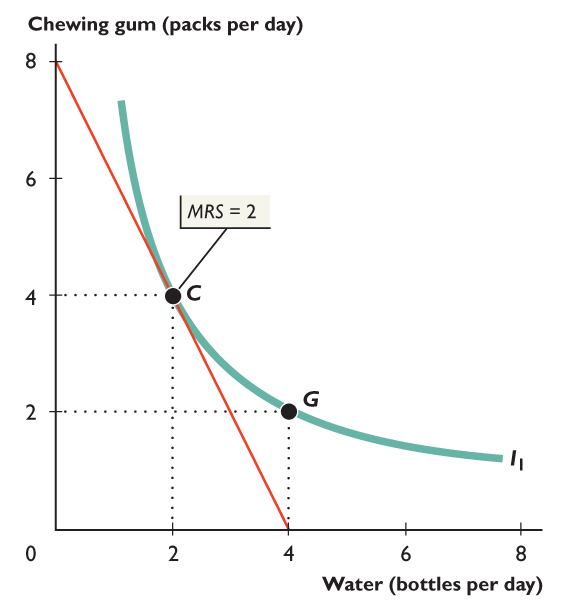 Chewing gum (packs per day)
8
6
MRS = 2
4
C
G
2
I1
0
2
4
6
8
Water (bottles per day)